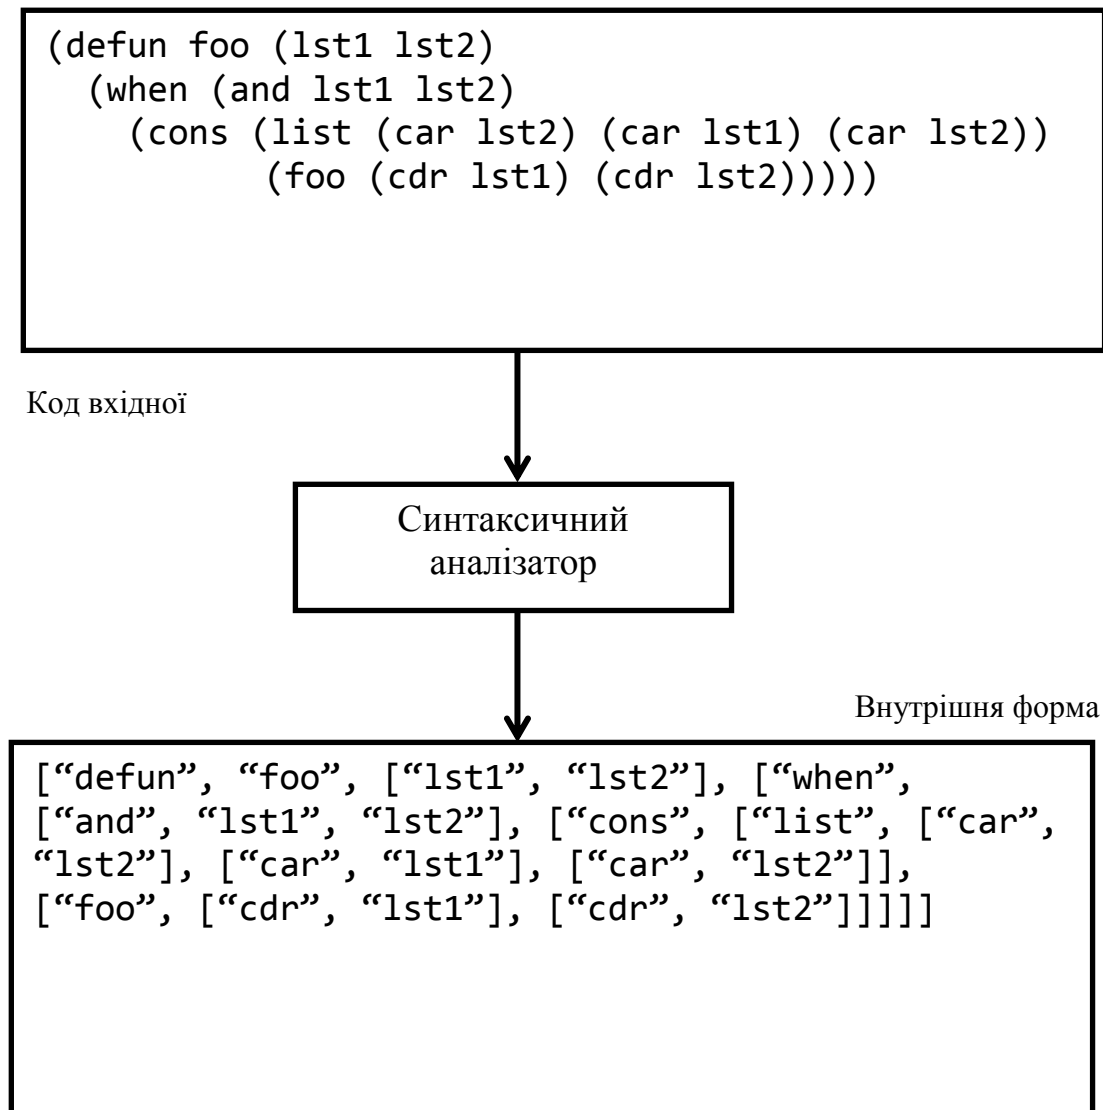 (defun foo (lst1 lst2)
  (when (and lst1 lst2)
    (cons (list (car lst2) (car lst1) (car lst2))
           (foo (cdr lst1) (cdr lst2)))))
Код вхідної
Синтаксичний
аналізатор
Внутрішня форма
[“defun”, “foo”, [“lst1”, “lst2”], [“when”,
[“and”, “lst1”, “lst2”], [“cons”, [“list”, [“car”,
“lst2”], [“car”, “lst1”], [“car”, “lst2”]],
[“foo”, [“cdr”, “lst1”], [“cdr”, “lst2”]]]]]